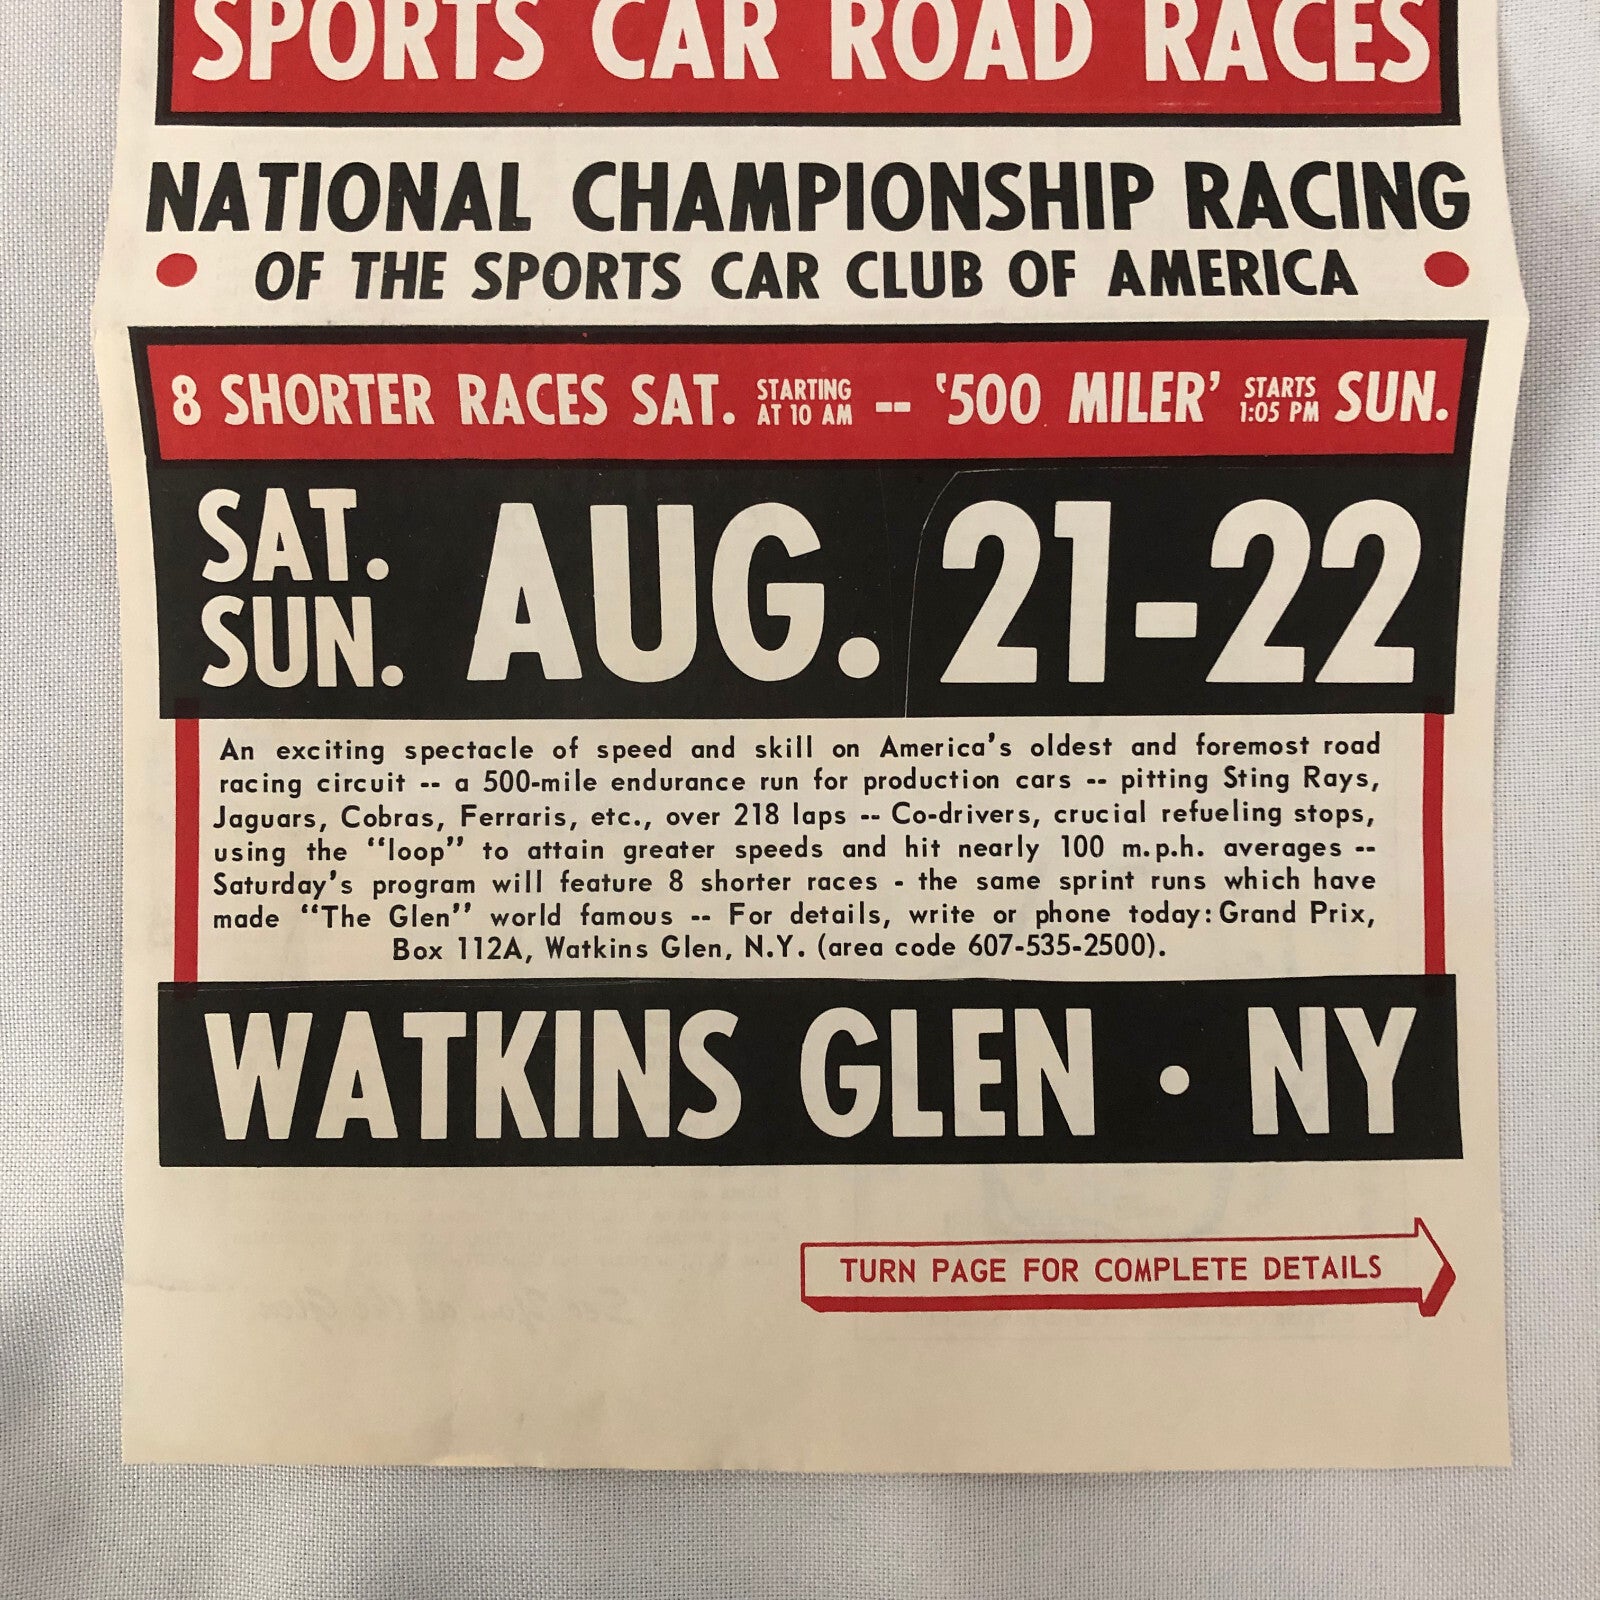 SPORTS CAR ROAD RACES
NATIONAL CHAMPIONSHIP RACING
• OF THE SPORTS CAR CLUB OF AMERICA •
8 SHORTER RACES SAT. STARTING AT 10 AM -- '500 MILER' STARTS 1:05 PM SUN.
SAT. SUN. AUG. 21-22
An exciting spectacle of speed and skill on America's oldest and foremost road
racing circuit -- a 500-mile endurance run for production cars -- pitting Sting Rays,
Jaguars, Cobras, Ferraris, etc., over 218 laps -- Co-drivers, crucial refueling stops,
using the "loop" to attain greater speeds and hit nearly 100 m.p.h. averages --
Saturday's program will feature 8 shorter races - the same sprint runs which have
made "The Glen" world famous -- For details, write or phone today: Grand Prix,
Box 112A, Watkins Glen, N.Y. (area code 607-535-2500).
WATKINS GLEN • NY
TURN PAGE FOR COMPLETE DETAILS